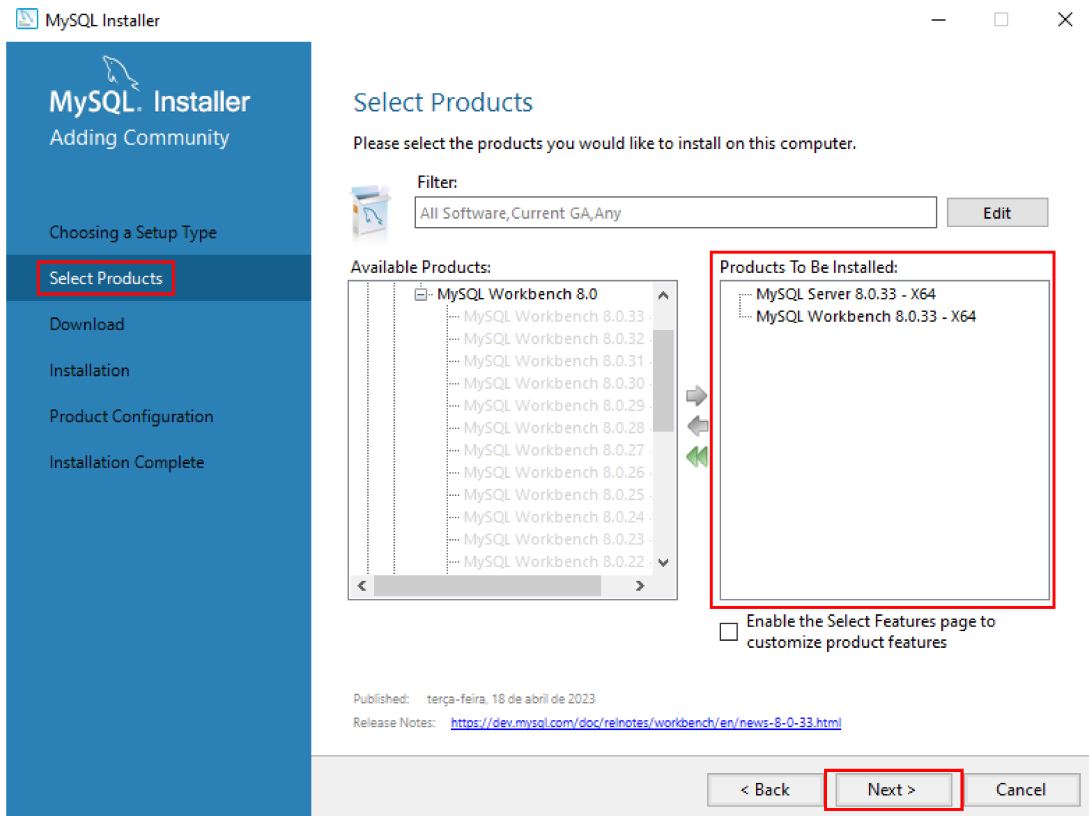 MySQL Installer
MySQL. Installer
Adding Community
Choosing a Setup Type
Select Products
Download
Installation
Product Configuration
Installation Complete
Select Products
Please select the products you would like to install on this computer.
Filter:
All Software,Current GA,Any
Edit
Available Products:
MySQL Workbench 8.0
MySQL Workbench 8.0.33 -
MySQL Workbench 8.0.32 -
MySQL Workbench 8.0.31 -
MySQL Workbench 8.0.30 -
MySQL Workbench 8.0.29 -
MySQL Workbench 8.0.28 -
MySQL Workbench 8.0.27 -
MySQL Workbench 8.0.26 -
MySQL Workbench 8.0.25 -
MySQL Workbench 8.0.24 -
MySQL Workbench 8.0.23 -
MySQL Workbench 8.0.22 -
Products To Be Installed:
MySQL Server 8.0.33 - X64
MySQL Workbench 8.0.33 - X64
Enable the Select Features page to
customize product features
Published: terça-feira, 18 de abril de 2023
Release Notes: https://dev.mysql.com/doc/relnotes/workbench/en/news-8-0-33.html
< Back
Next >
Cancel